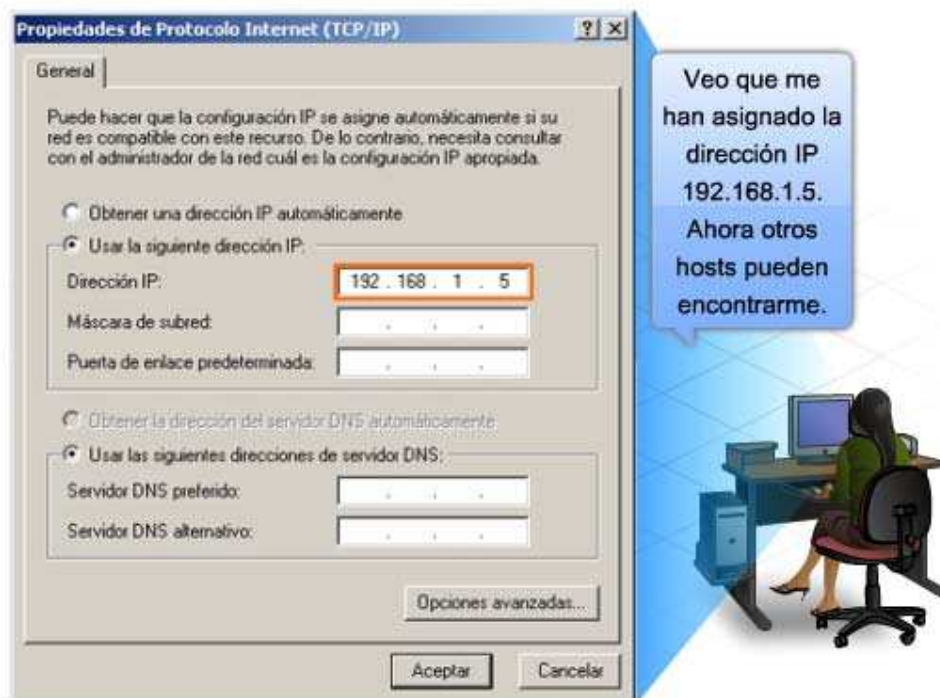 Propiedades de Protocolo Internet (TCP/IP)
General
Puede hacer que la configuración IP se asigne automáticamente si su
red es compatible con este recurso. De lo contrario, necesita consultar
con el administrador de la red cuál es la configuración IP apropiada.
Obtener una dirección IP automáticamente
Usar la siguiente dirección IP:
Dirección IP: 192 . 168 . 1 . 5
Máscara de subred: . . .
Puerta de enlace predeterminada: . . .
Obtener la dirección del servidor DNS automáticamente
Usar las siguientes direcciones de servidor DNS:
Servidor DNS preferido: . . .
Servidor DNS alternativo: . . .
Opciones avanzadas...
Aceptar
Cancelar
Veo que me
han asignado la
dirección IP
192.168.1.5.
Ahora otros
hosts pueden
encontrarme.